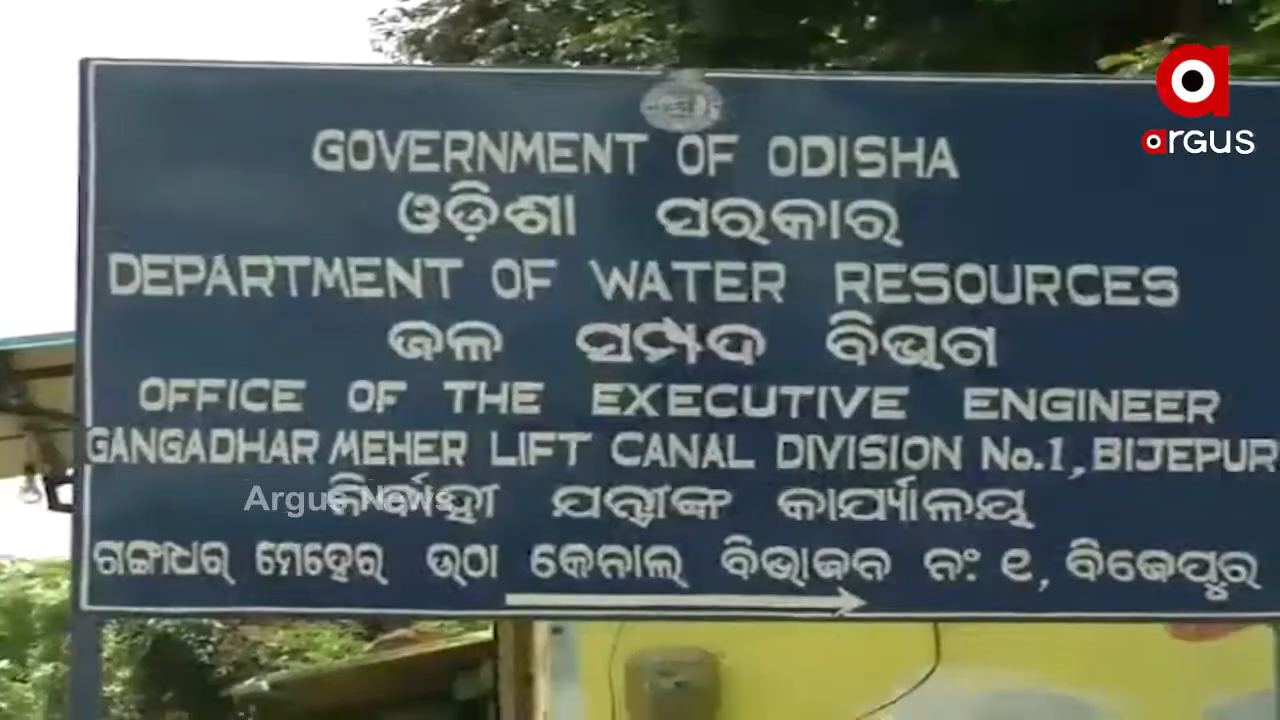 argus
GOVERNMENT OF ODISHA
ଓଡ଼ିଶା ସରକାର
DEPARTMENT OF WATER RESOURCES
ଜଳ ସମ୍ପଦ ବିଭାଗ
OFFICE OF THE EXECUTIVE ENGINEER
GANGADHAR MEHER LIFT CANAL DIVISION No.1, BIJEPUR
Argus News
ନିର୍ବାହୀ ଯନ୍ତ୍ରୀଙ୍କ କାର୍ଯ୍ୟାଳୟ
ଗଙ୍ଗାଧର୍ ମେହେର୍ ଉଠା କେନାଲ୍ ବିଭାଜନ ନଂ ୧, ବିଜେପୁର୍